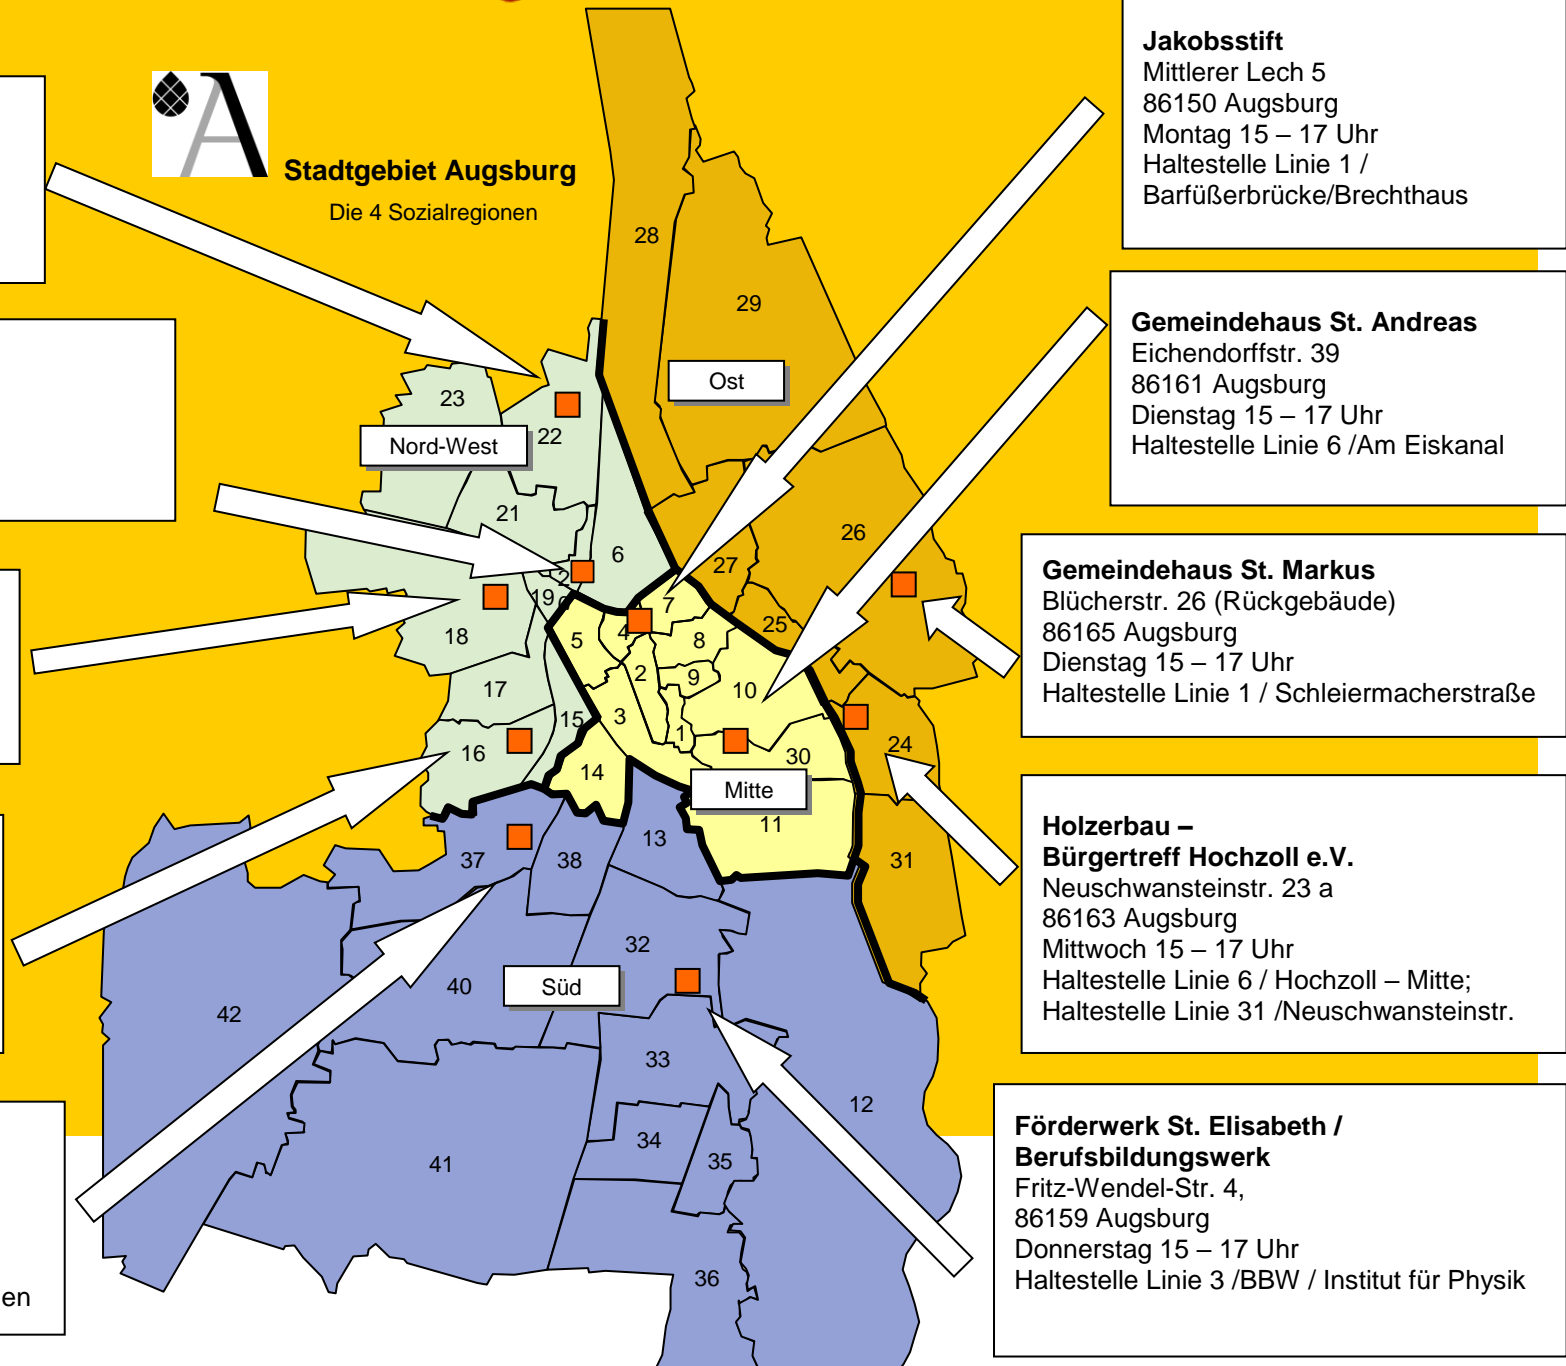 Jakobsstift
Mittlerer Lech 5
86150 Augsburg
Montag 15 – 17 Uhr
Haltestelle Linie 1 /
Barfüßerbrücke/Brechthaus
Stadtgebiet Augsburg
Die 4 Sozialregionen
Gemeindehaus St. Andreas
Eichendorffstr. 39
86161 Augsburg
Dienstag 15 – 17 Uhr
Haltestelle Linie 6 /Am Eiskanal
Gemeindehaus St. Markus
Blücherstr. 26 (Rückgebäude)
86165 Augsburg
Dienstag 15 – 17 Uhr
Haltestelle Linie 1 / Schleiermacherstraße
Holzerbau –
Bürgertreff Hochzoll e.V.
Neuschwansteinstr. 23 a
86163 Augsburg
Mittwoch 15 – 17 Uhr
Haltestelle Linie 6 / Hochzoll – Mitte;
Haltestelle Linie 31 /Neuschwansteinstr.
Förderwerk St. Elisabeth /
Berufsbildungswerk
Fritz-Wendel-Str. 4,
86159 Augsburg
Donnerstag 15 – 17 Uhr
Haltestelle Linie 3 /BBW / Institut für Physik
28
29
Ost
23
22
Nord-West
21
26
6
27
19
7
18
4
5
8
25
2
9
17
10
15
3
1
16
24
30
14
Mitte
11
13
37
38
31
32
40
Süd
42
33
12
34
41
35
36
en